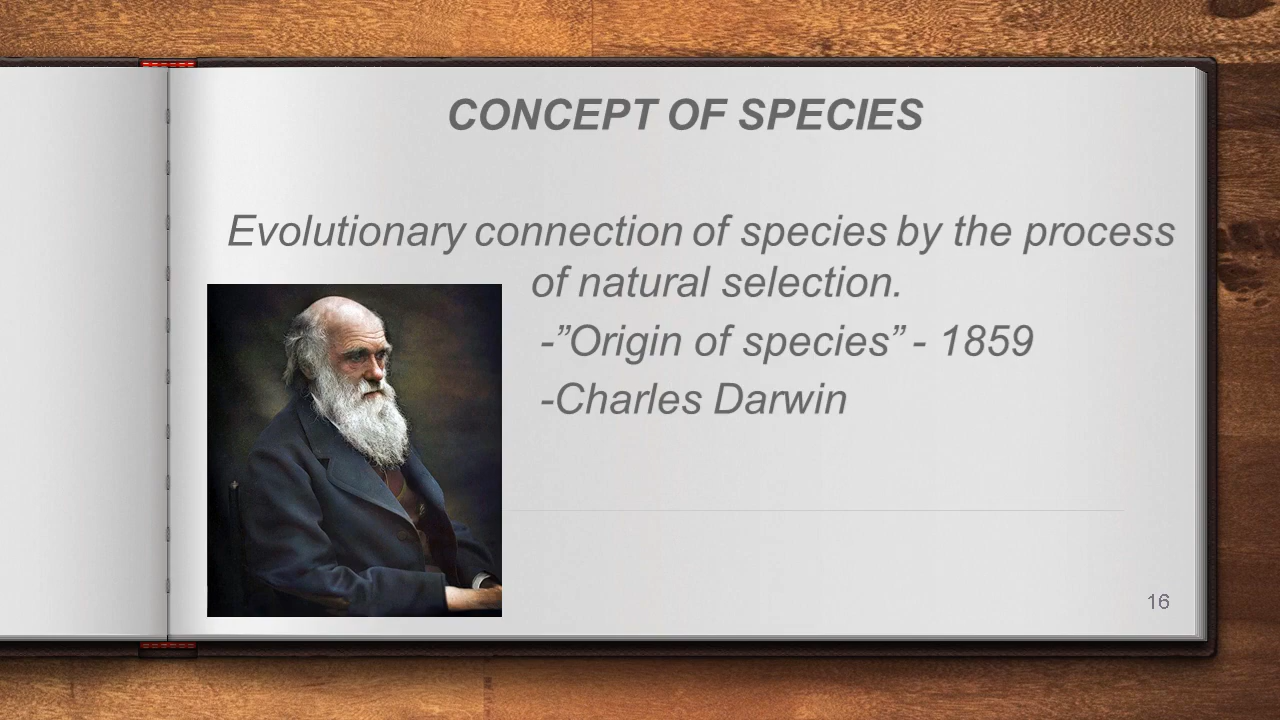 CONCEPT OF SPECIES
Evolutionary connection of species by the process
of natural selection.
-”Origin of species” - 1859
-Charles Darwin
16